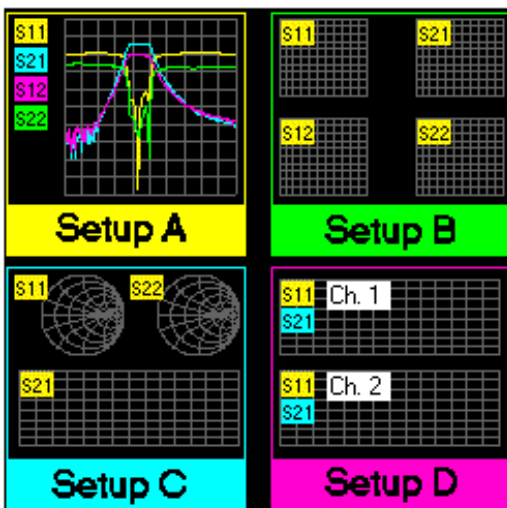 S11
S21
S12
S22
Setup A
S11 S21
S12 S22
Setup B
S11 S22
S21
Setup C
S11 Ch. 1
S21
S11 Ch. 2
S21
Setup D